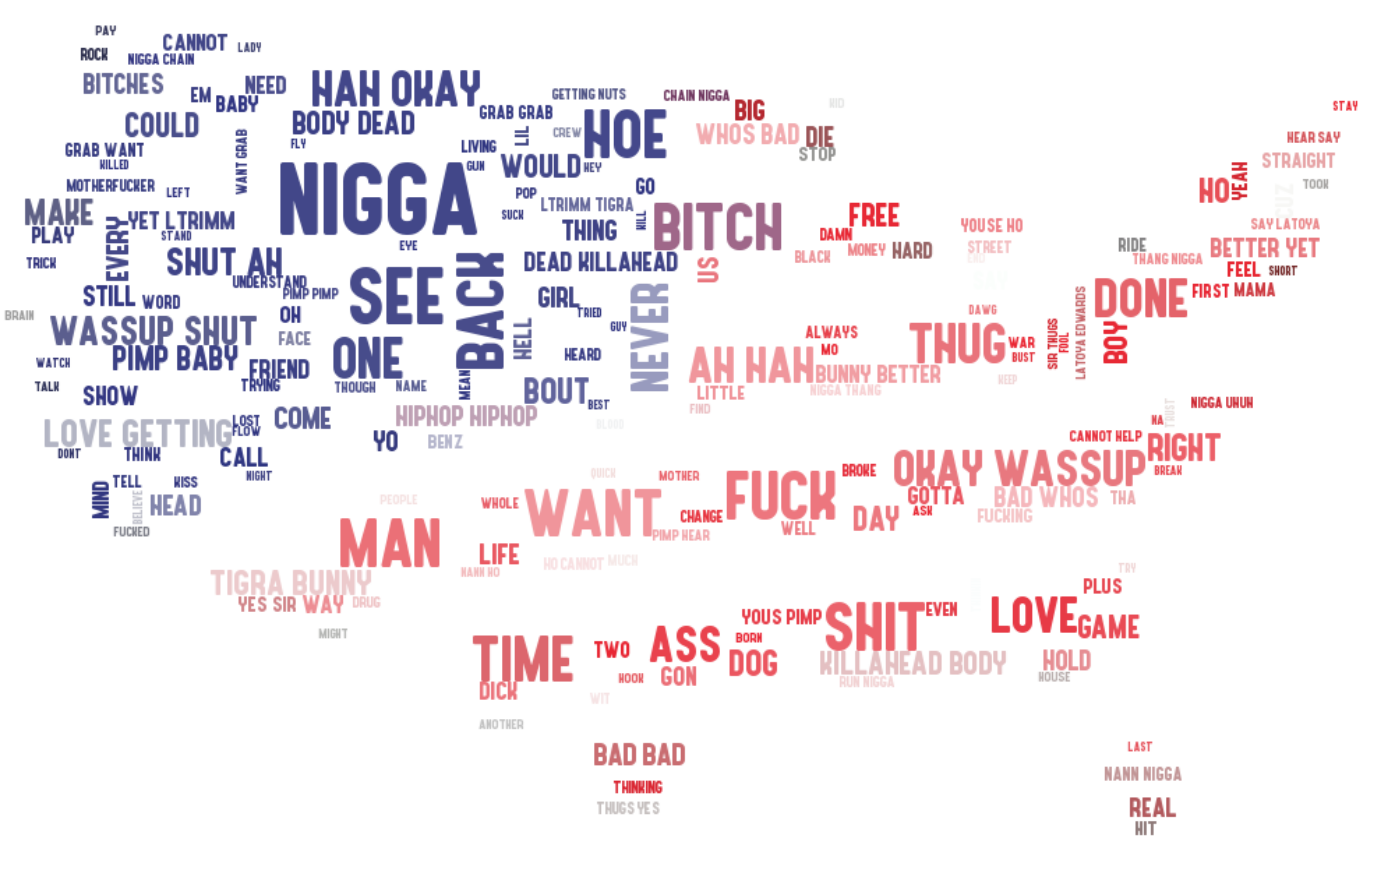 PAY
ROCK
CANNOT
LADY
NIGGA CHAIN
BITCHES
EM
NEED
BABY
HAH OKAY
COULD
BODY DEAD
GRAB GRAB
GETTING NUTS
CHAIN NIGGA
BIG
STAY
GRAB WANT
KILLED
WANT GRAB
FLY
LIVING
LIL
CREW
HOE
WHOS BAD
DIE
STOP
HEAR SAY
STRAIGHT
MOTHERFUCKER
LEFT
NIGGA
GUN
WOULD
HEY
GO
HO
YEAH
TOOK
CUZ
MAKE
YET LTRIMM
POP
SUCK
LTRIMM TIGRA
KILL
BITCH
FREE
YOUSE HO
SAY LATOYA
PLAY
EVERY
STAND
EYE
THING
DAMN
BLACK
MONEY
HARD
STREET
RIDE
BETTER YET
THANG NIGGA
TRICK
SHUT AH
UNDERSTAND
PIMP PIMP
SEE
BACK
DEAD KILLAHEAD
US
FEEL
SHORT
STILL
WORD
OH
GIRL
TRIED
NEVER
DAWG
DONE
FIRST
MAMA
BRAIN
WASSUP SHUT
FACE
HELL
GUY
ALWAYS
MO
THUG
WAR
BUST
SIR THUGS
FOOL
LATOYA EDWARDS
BOY
WATCH
PIMP BABY
FRIEND
ONE
HEARD
AH HAH
BUNNY BETTER
KEEP
TALK
SHOW
TRYING
THOUGH
NAME
MEAN
BOUT
BEST
LITTLE
NIGGA THANG
FIND
NIGGA UHUH
LOVE GETTING
LOST
FLOW
COME
HIPHOP HIPHOP
BLOOD
TRUST
NA
DONT
THINK
CALL
YO
BENZ
CANNOT HELP
RIGHT
BREAK
MIND
TELL
KISS
NIGHT
QUICK
MOTHER
BROKE
OKAY WASSUP
BELIEVE
HEAD
FUCKED
PEOPLE
WHOLE
WANT
CHANGE
FUCK
GOTTA
BAD WHOS
THA
MAN
LIFE
PIMP HEAR
WELL
DAY
ASK
FUCKING
NANN HO
HO CANNOT
MUCH
TRY
TIGRA BUNNY
YES SIR
WAY
DRUG
PLUS
MIGHT
YOUS PIMP
SHIT
EVEN
LOVE
GAME
TIME
TWO
ASS
BORN
DOG
KILLAHEAD BODY
HOLD
DICK
HOOK
GON
RUN NIGGA
HOUSE
WIT
ANOTHER
BAD BAD
LAST
THINKING
NANN NIGGA
THUGS YES
REAL
HIT